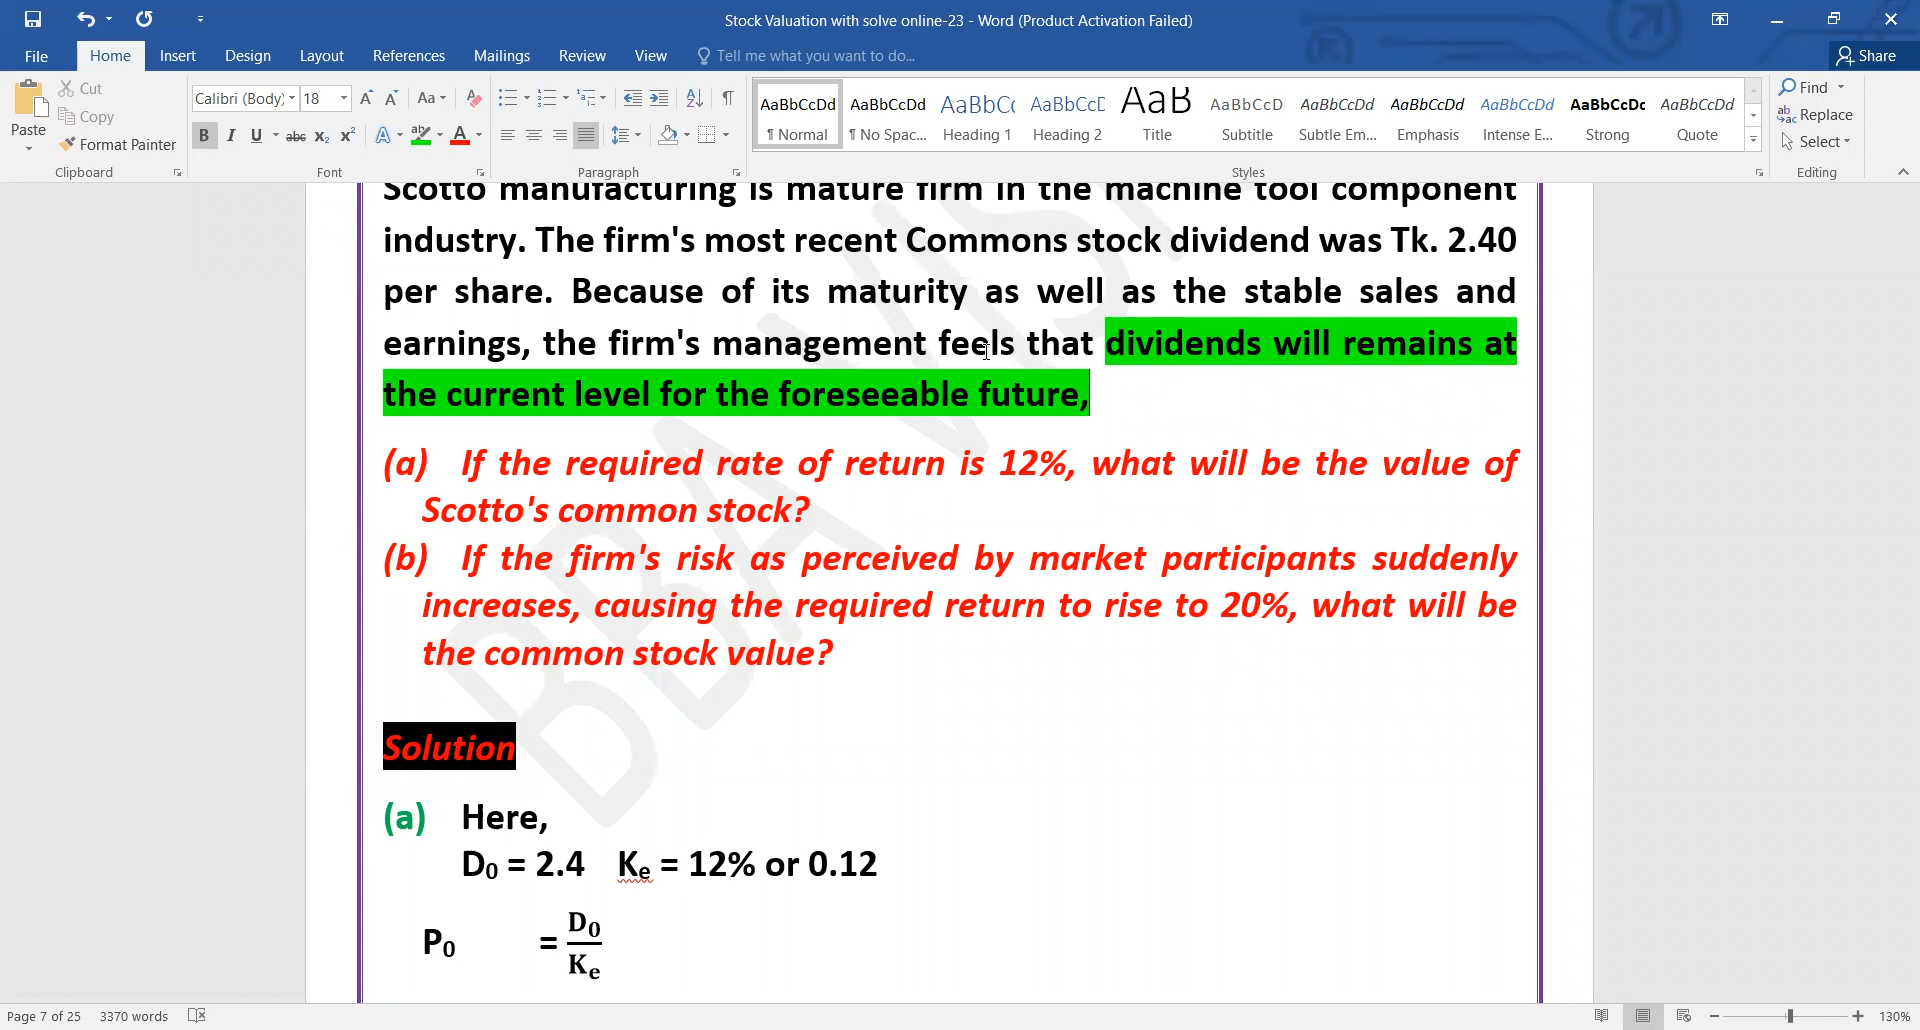 Stock Valuation with solve online-23 - Word (Product Activation Failed)
File Home Insert Design Layout References Mailings Review View Tell me what you want to do... Share
Paste Cut Copy Format Painter
Calibri (Body) 18 Aa
B I U abc X2 X2 A A
AaBbCcDd AaBbCcDd AaBbCc AaBbCcC AaB AaBbCcD AaBbCcDd AaBbCcDd AaBbCcDd AaBbCcDc AaBbCcDd
¶ Normal ¶ No Spac... Heading 1 Heading 2 Title Subtitle Subtle Em... Emphasis Intense E... Strong Quote
Find Replace Select
Clipboard Font Paragraph Styles Editing
Scotto manufacturing is mature firm in the machine tool component
industry. The firm's most recent Commons stock dividend was Tk. 2.40
per share. Because of its maturity as well as the stable sales and
earnings, the firm's management feels that dividends will remains at
the current level for the foreseeable future,
(a) If the required rate of return is 12%, what will be the value of
Scotto's common stock?
(b) If the firm's risk as perceived by market participants suddenly
increases, causing the required return to rise to 20%, what will be
the common stock value?
Solution
(a) Here,
D₀ = 2.4 Kₑ = 12% or 0.12
P₀ = D₀/Kₑ
Page 7 of 25 3370 words 130%